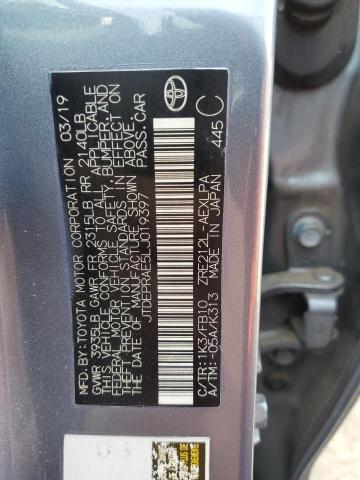 MFD.BY:TOYOTA MOTOR CORPORATION 03/19
GVWR 3935LB GAWR FR 2315LB RR 2140LB
THIS VEHICLE CONFORMS TO ALL APPLICABLE
FEDERAL MOTOR VEHICLE SAFETY, BUMPER, AND
THEFT PREVENTION STANDARDS IN EFFECT ON
THE DATE OF MANUFACTURE SHOWN ABOVE.
JTDEPRAE5LJ019397 PASS.CAR
C/TR:1K3/FB10 ZRE212L-AEXLPA
A/TM:-05A/K313 MADE IN JAPAN
445 C
TOYOTA